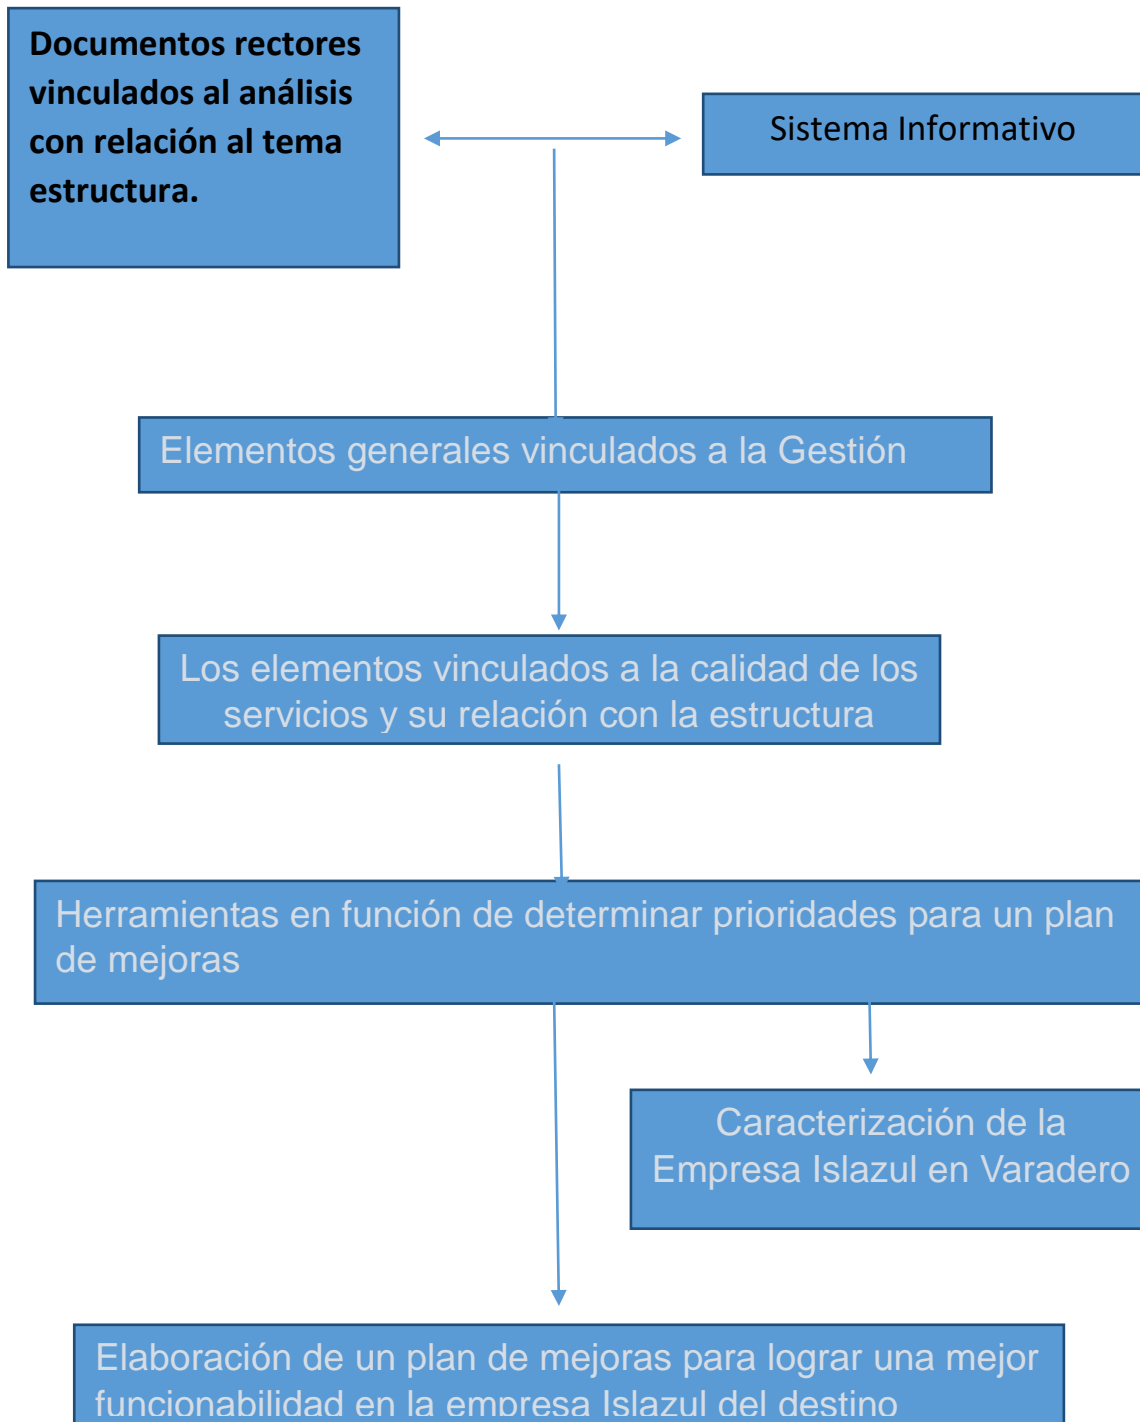 Documentos rectores
vinculados al análisis
con relación al tema
estructura.
Sistema Informativo
Elementos generales vinculados a la Gestión
Los elementos vinculados a la calidad de los
servicios y su relación con la estructura
Herramientas en función de determinar prioridades para un plan
de mejoras
Caracterización de la
Empresa Islazul en Varadero
Elaboración de un plan de mejoras para lograr una mejor
funcionabilidad en la empresa Islazul del destino